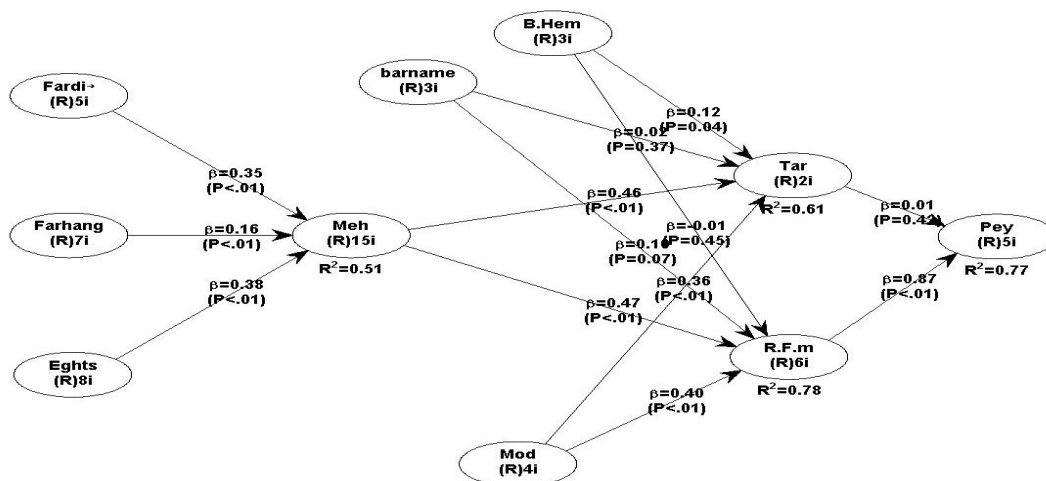 B.Hem
(R)3i
barname
(R)3i
Fardi→
(R)5i
β=0.12
(P=0.04)
β=0.02
(P=0.37)
Tar
(R)2i
R²=0.61
β=0.35
(P<.01)
β=0.46
(P<.01)
β=0.01
Farhang
(R)7i
β=0.16
(P<.01)
Meh
(R)15i
R²=0.51
Pey
(R)5i
R²=0.77
β=-0.01
(P=0.45)
(P=0.07)
β=0.36
(P<.01)
β=0.38
(P<.01)
β=0.47
(P<.01)
β=0.87
(P<.01)
R.F.m
(R)6i
R²=0.78
Eghts
(R)8i
β=0.40
(P<.01)
Mod
(R)4i